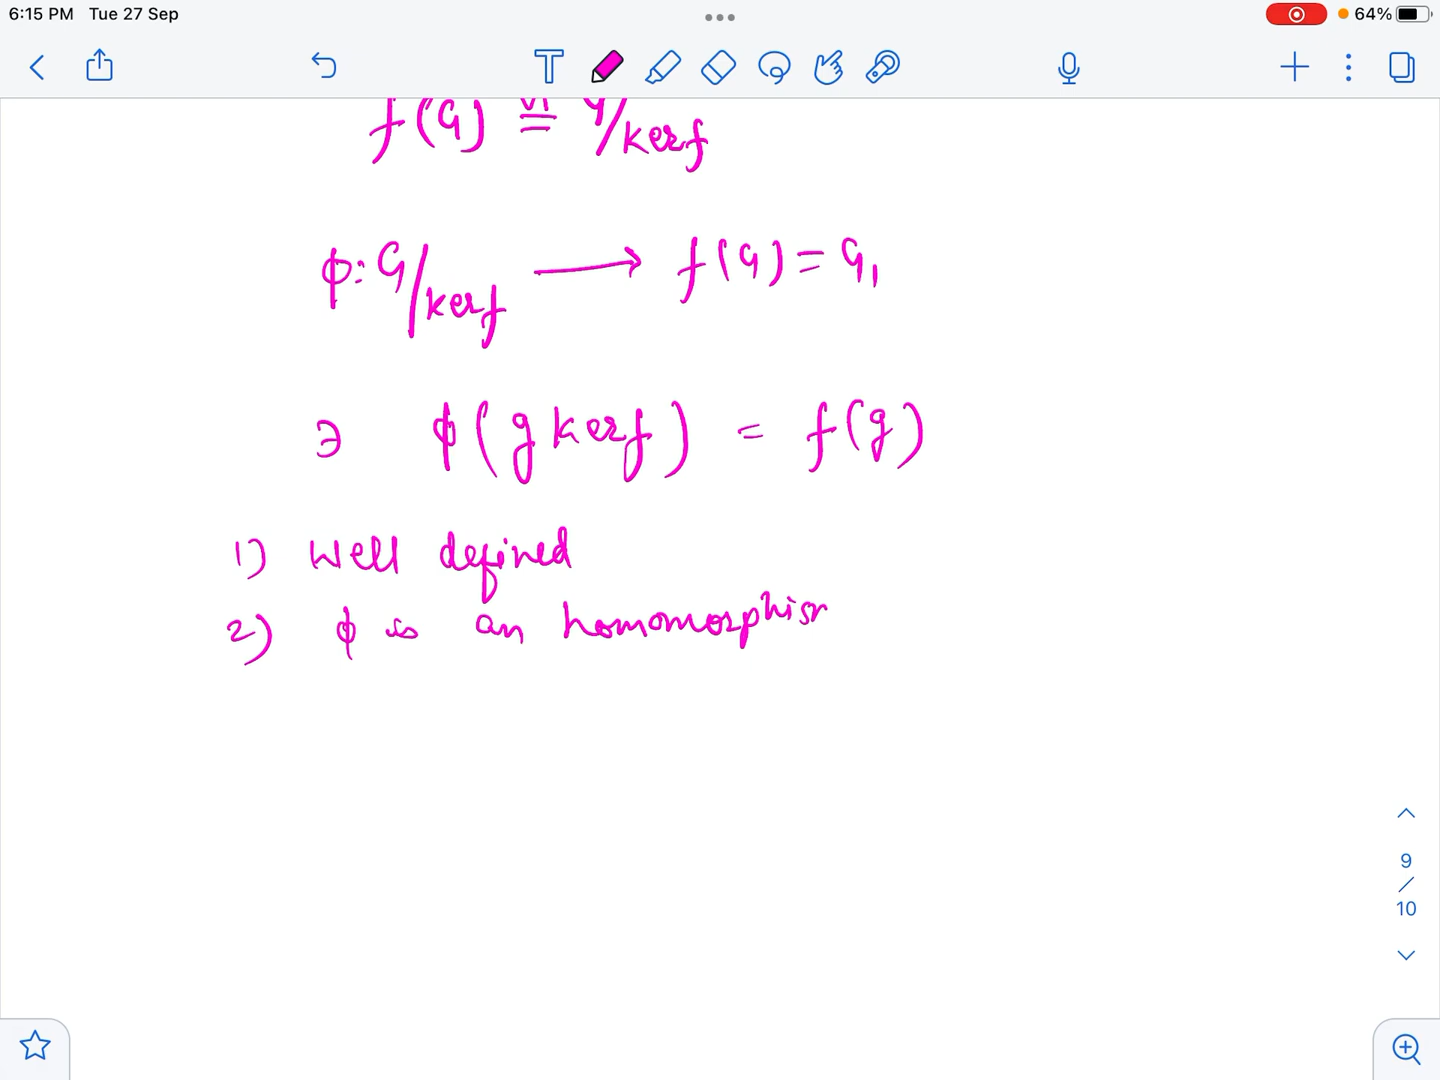 6:15 PM Tue 27 Sep
64%
T
f(G) ≅ G/kerf
ϕ: G/kerf ⟶ f(G) = G₁
∋ ϕ(g kerf) = f(g)
1) Well defined
2) ϕ is an homomorphism
9
/
10